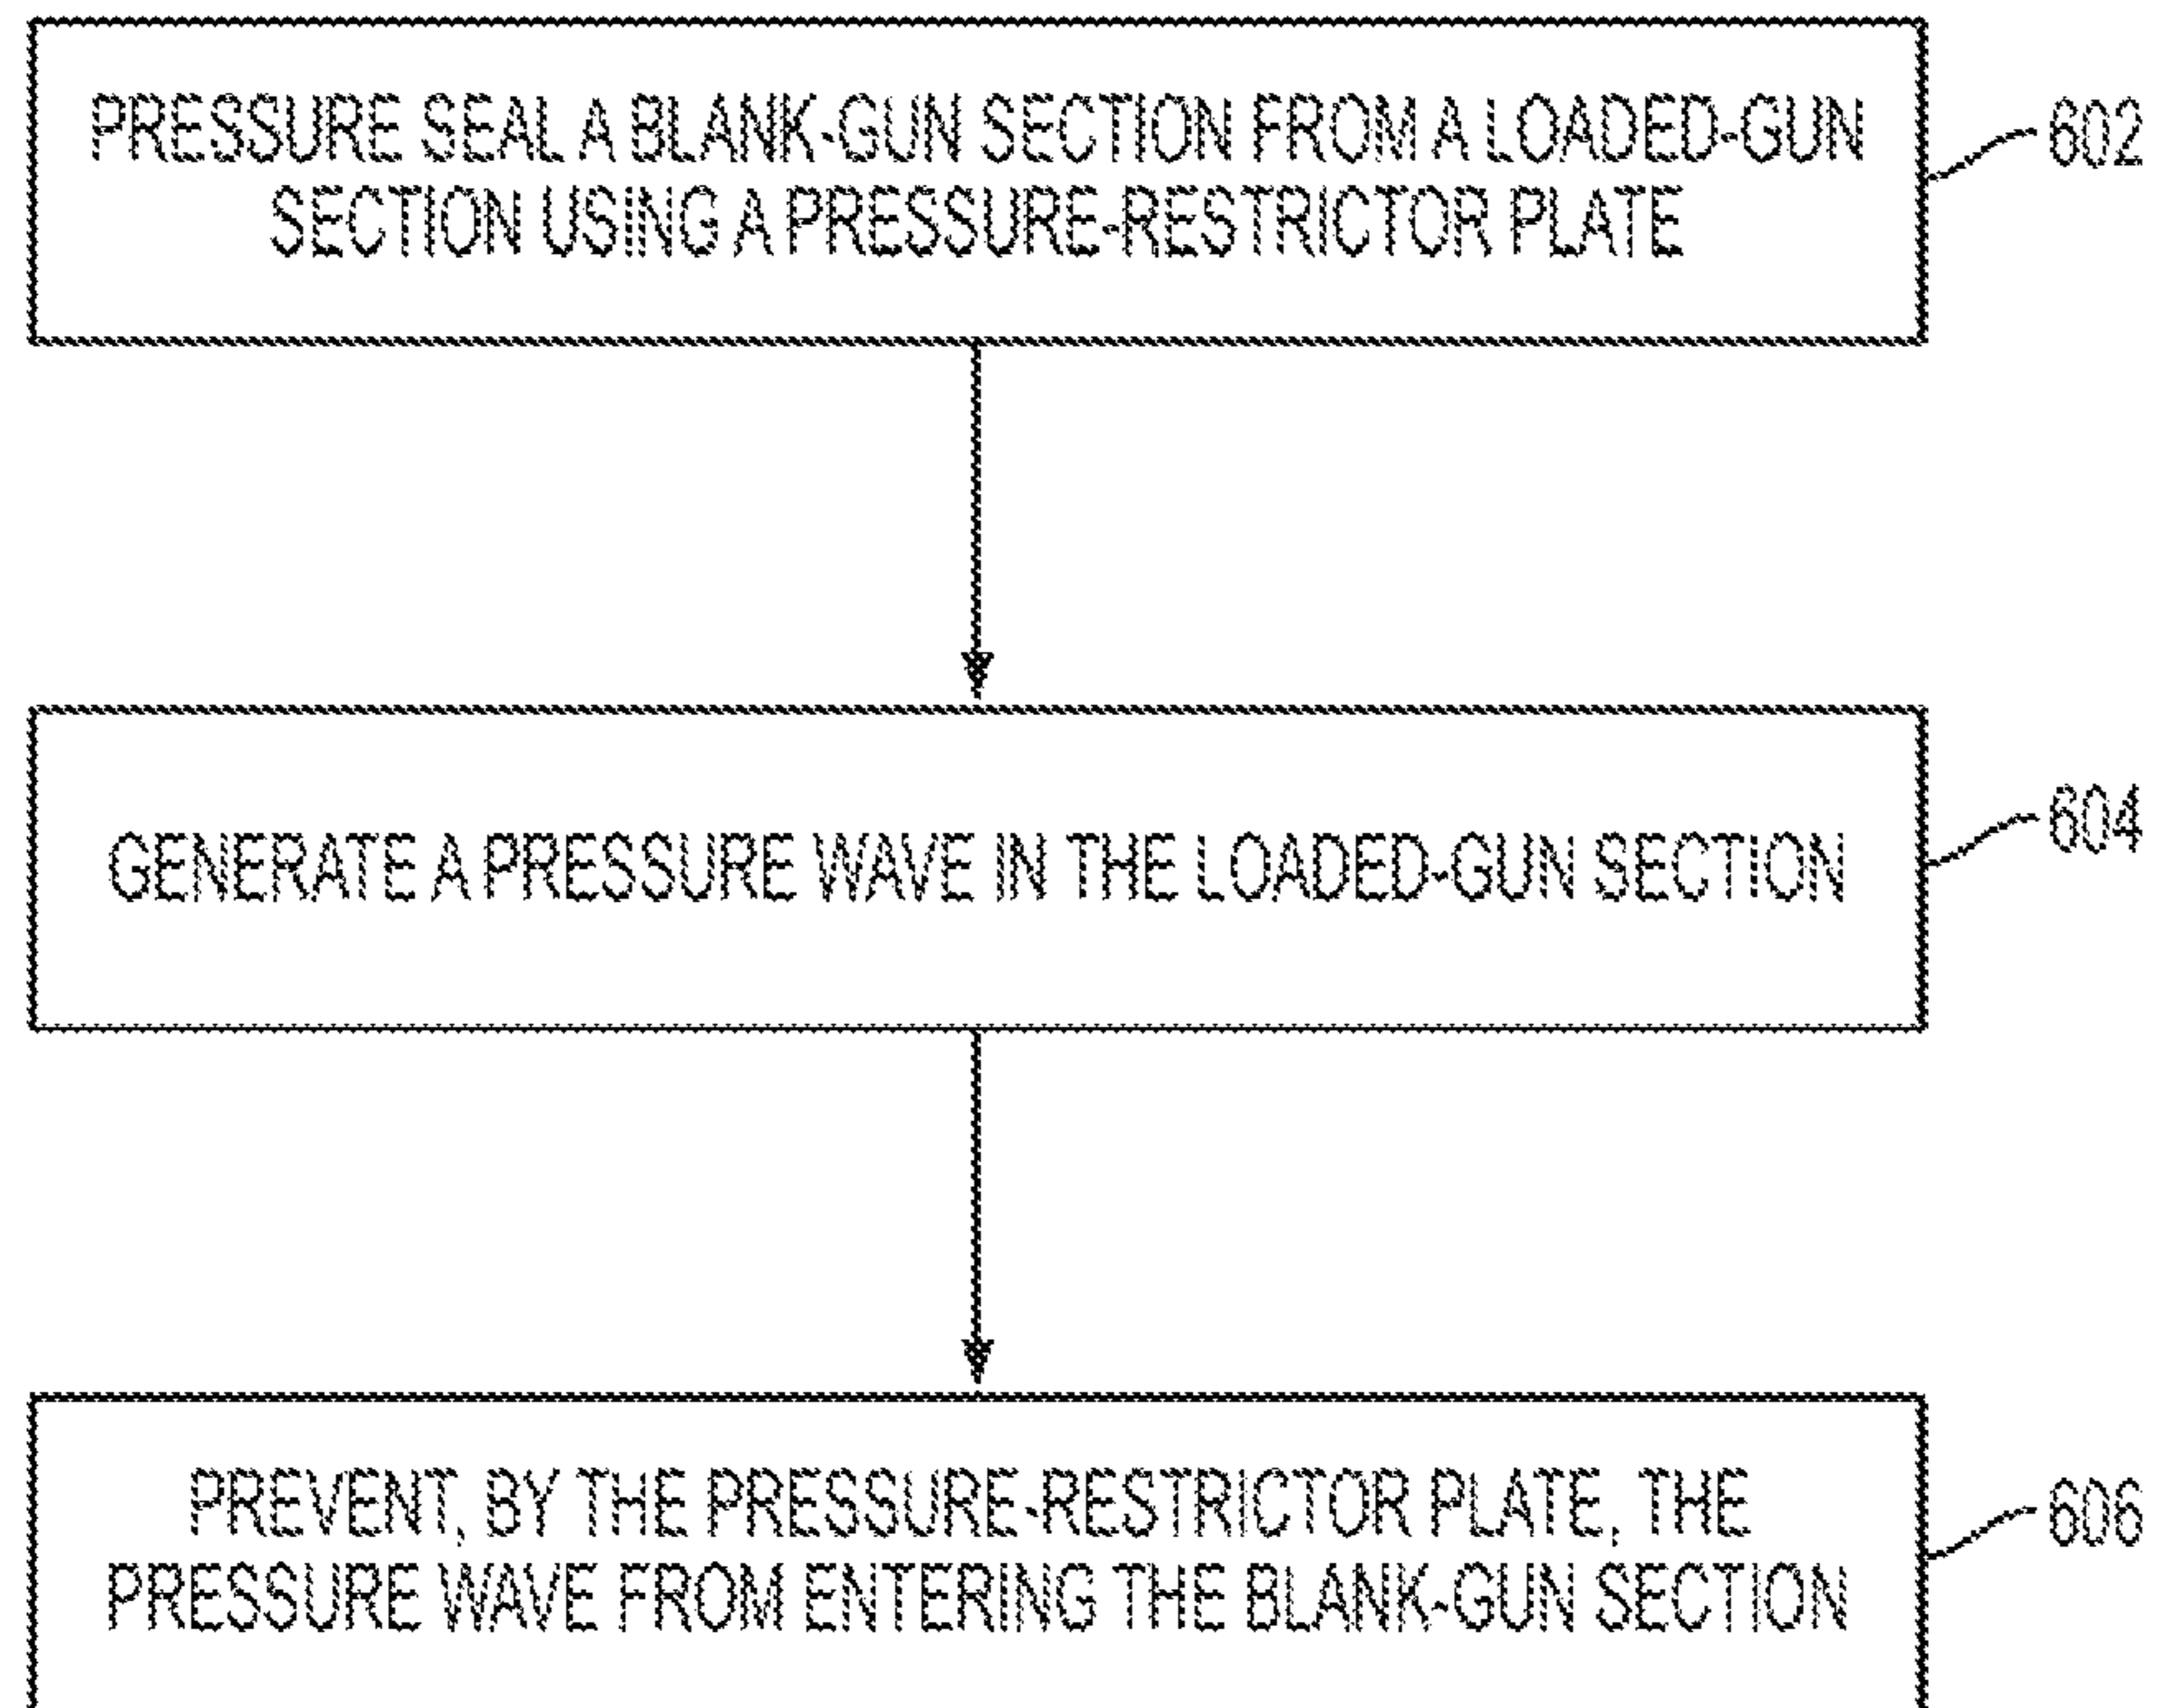 PRESSURE SEAL A BLANK-GUN SECTION FROM A LOADED-GUN
SECTION USING A PRESSURE-RESTRICTOR PLATE
602
GENERATE A PRESSURE WAVE IN THE LOADED-GUN SECTION
604
PREVENT, BY THE PRESSURE-RESTRICTOR PLATE, THE
PRESSURE WAVE FROM ENTERING THE BLANK-GUN SECTION
606